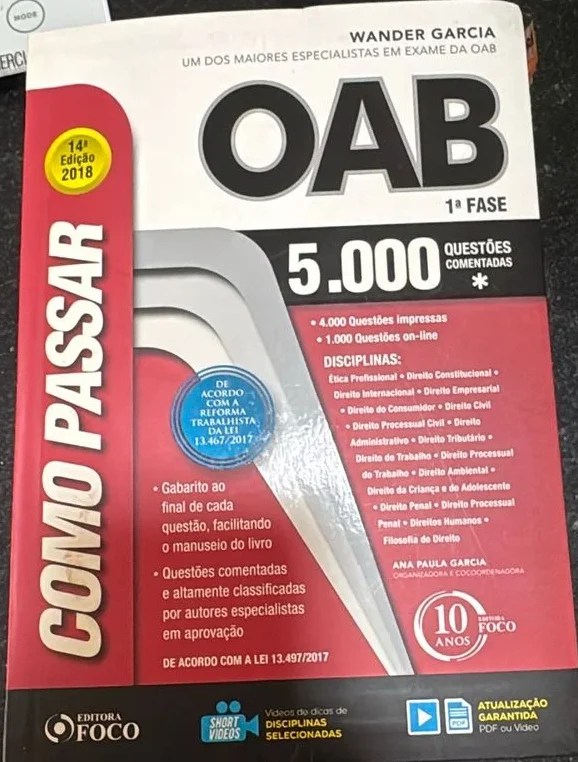 MODE
ERCI
WANDER GARCIA
UM DOS MAIORES ESPECIALISTAS EM EXAME DA OAB
OAB
1ª FASE
14ª
Edição
2018
COMO PASSAR
5.000 QUESTÕES
COMENTADAS
*
• 4.000 Questões impressas
• 1.000 Questões on-line
DISCIPLINAS:
Ética Profissional • Direito Constitucional •
Direito Internacional • Direito Empresarial
• Direito do Consumidor • Direito Civil
• Direito Processual Civil • Direito
Administrativo • Direito Tributário •
Direito do Trabalho • Direito Processual
do Trabalho • Direito Ambiental •
Direito da Criança e do Adolescente
• Direito Penal • Direito Processual
Penal • Direitos Humanos •
Filosofia do Direito
DE
ACORDO
COM A
REFORMA
TRABALHISTA
DA LEI
13.467/2017
• Gabarito ao
final de cada
questão, facilitando
o manuseio do livro
• Questões comentadas
e altamente classificadas
por autores especialistas
em aprovação
DE ACORDO COM A LEI 13.497/2017
ANA PAULA GARCIA
ORGANIZADORA E COCOORDENADORA
10
ANOS
EDITORA
FOCO
EDITORA
FOCO
SHORT
VIDEOS
Vídeos de dicas de
DISCIPLINAS
SELECIONADAS
PDF
ATUALIZAÇÃO
GARANTIDA
PDF ou Vídeo